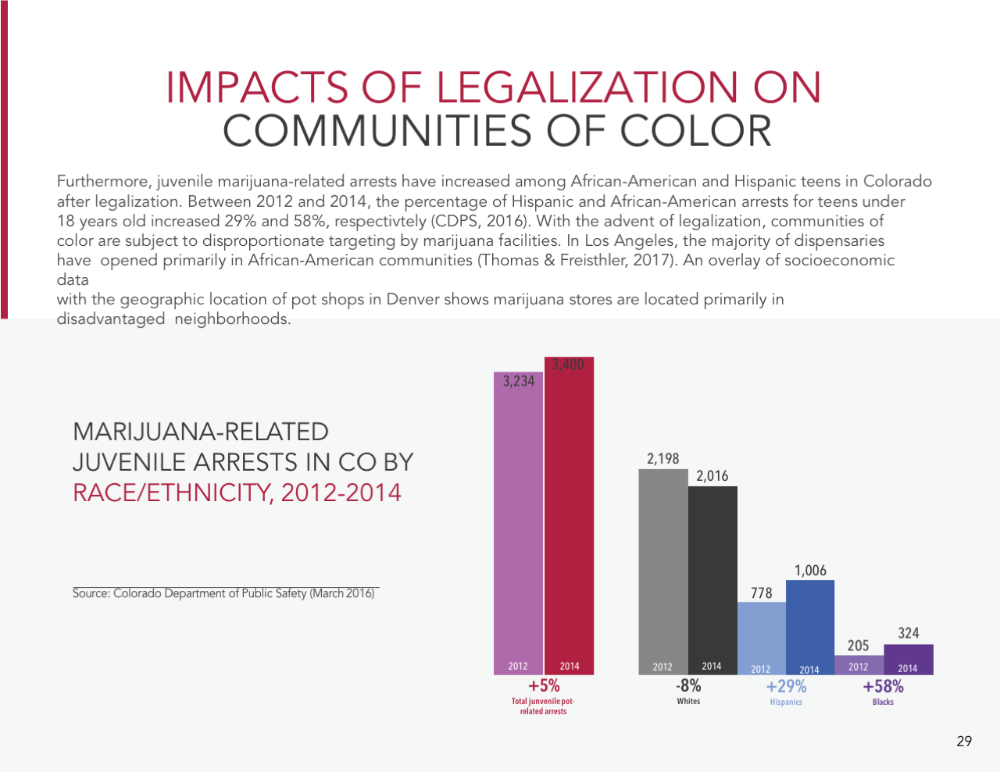 IMPACTS OF LEGALIZATION ON
COMMUNITIES OF COLOR
Furthermore, juvenile marijuana-related arrests have increased among African-American and Hispanic teens in Colorado
after legalization. Between 2012 and 2014, the percentage of Hispanic and African-American arrests for teens under
18 years old increased 29% and 58%, respectivtely (CDPS, 2016). With the advent of legalization, communities of
color are subject to disproportionate targeting by marijuana facilities. In Los Angeles, the majority of dispensaries
have opened primarily in African-American communities (Thomas & Freisthler, 2017). An overlay of socioeconomic
data
with the geographic location of pot shops in Denver shows marijuana stores are located primarily in
disadvantaged neighborhoods.
MARIJUANA-RELATED
JUVENILE ARRESTS IN CO BY
RACE/ETHNICITY, 2012-2014
Source: Colorado Department of Public Safety (March 2016)
3,234
3,400
2,198
2,016
778
1,006
205
324
2012
2014
2012
2014
2012
2014
2012
2014
+5%
Total junvenile pot-
related arrests
-8%
Whites
+29%
Hispanics
+58%
Blacks
29